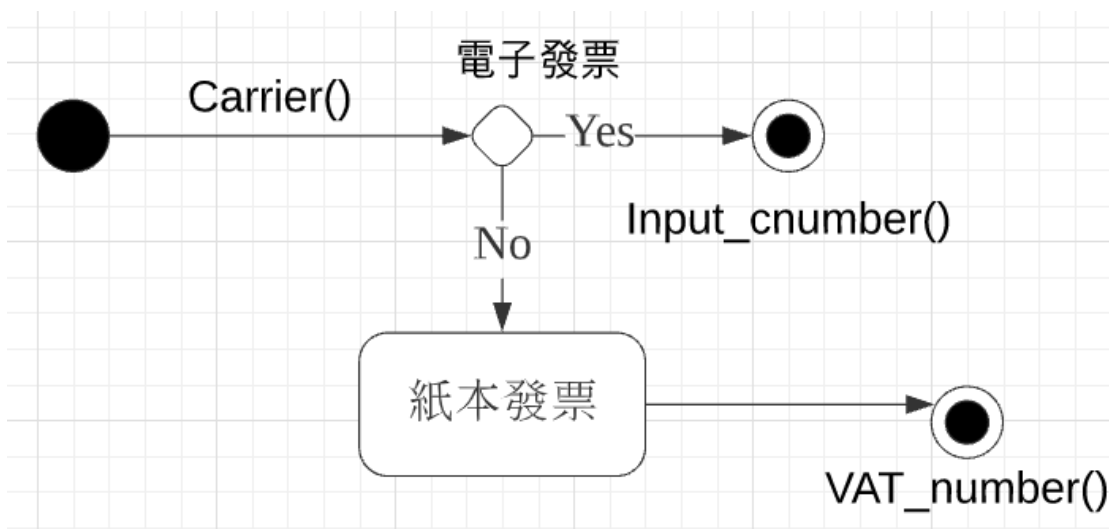 電子發票
Carrier()
Yes
Input_cnumber()
No
紙本發票
VAT_number()